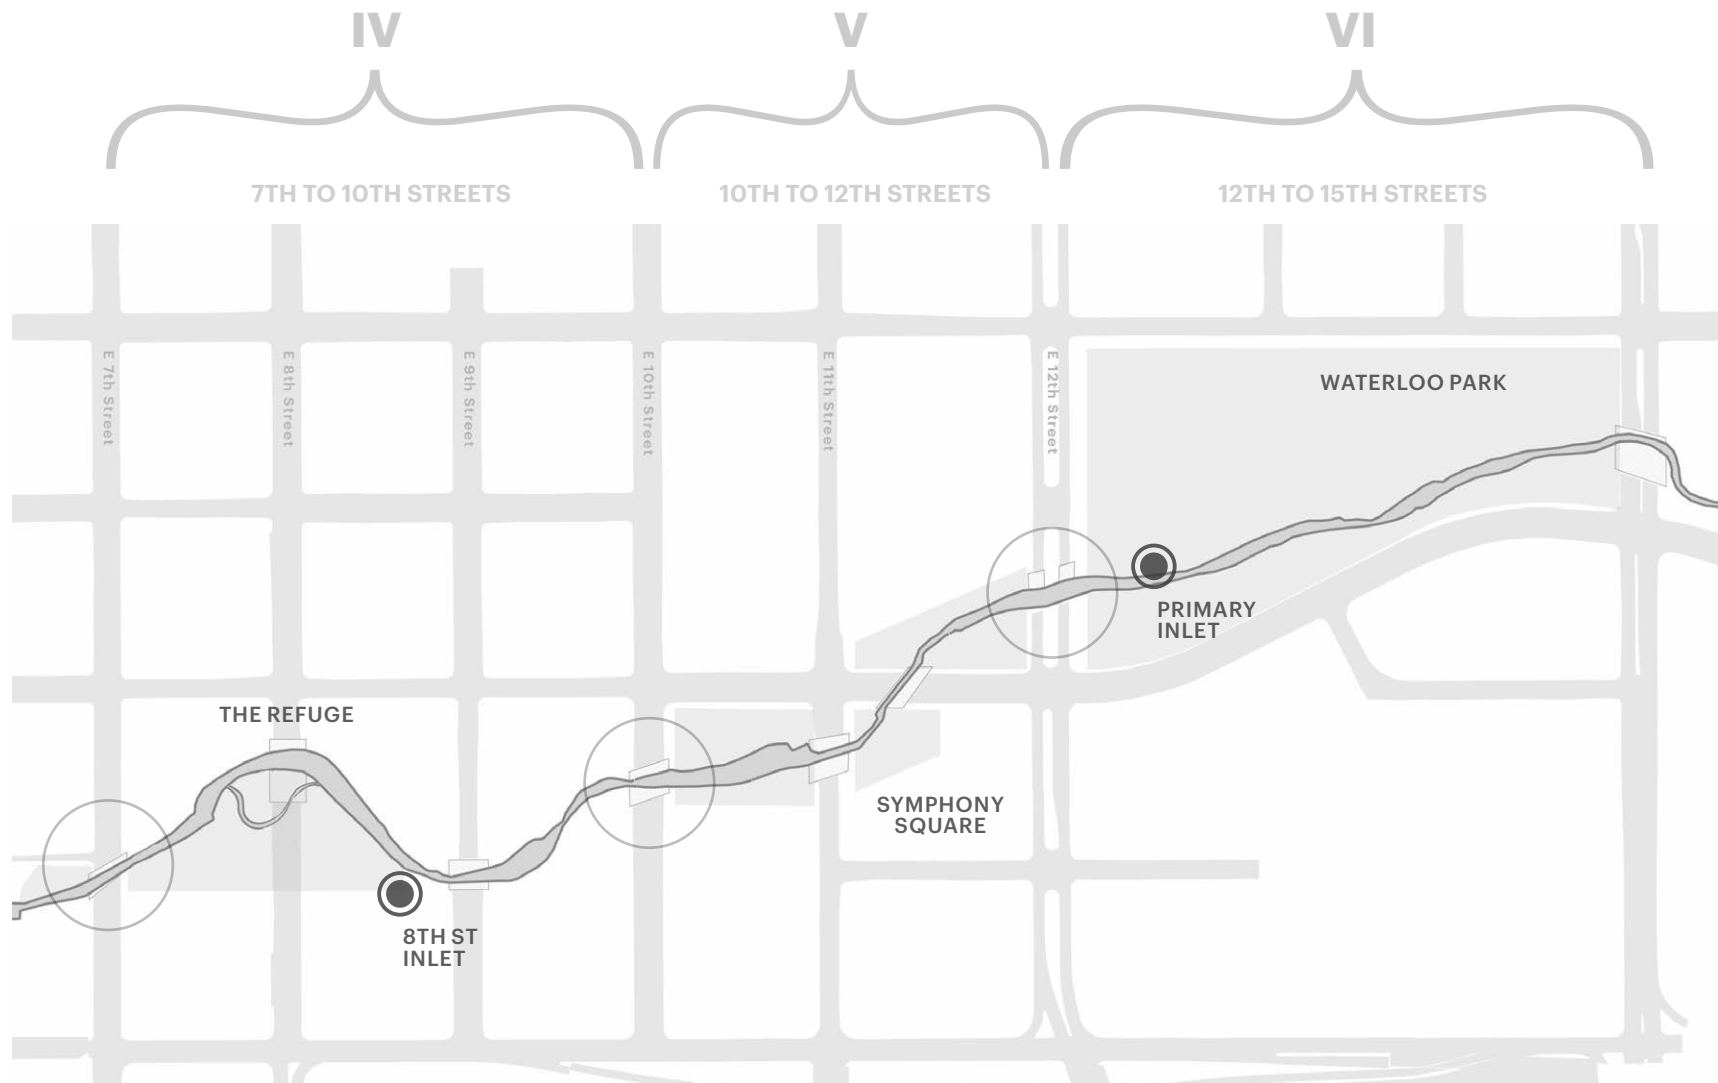 IV
V
VI
7TH TO 10TH STREETS
10TH TO 12TH STREETS
12TH TO 15TH STREETS
E 7th Street
E 8th Street
E 9th Street
E 10th Street
E 11th Street
E 12th Street
WATERLOO PARK
PRIMARY
INLET
THE REFUGE
SYMPHONY
SQUARE
8TH ST
INLET